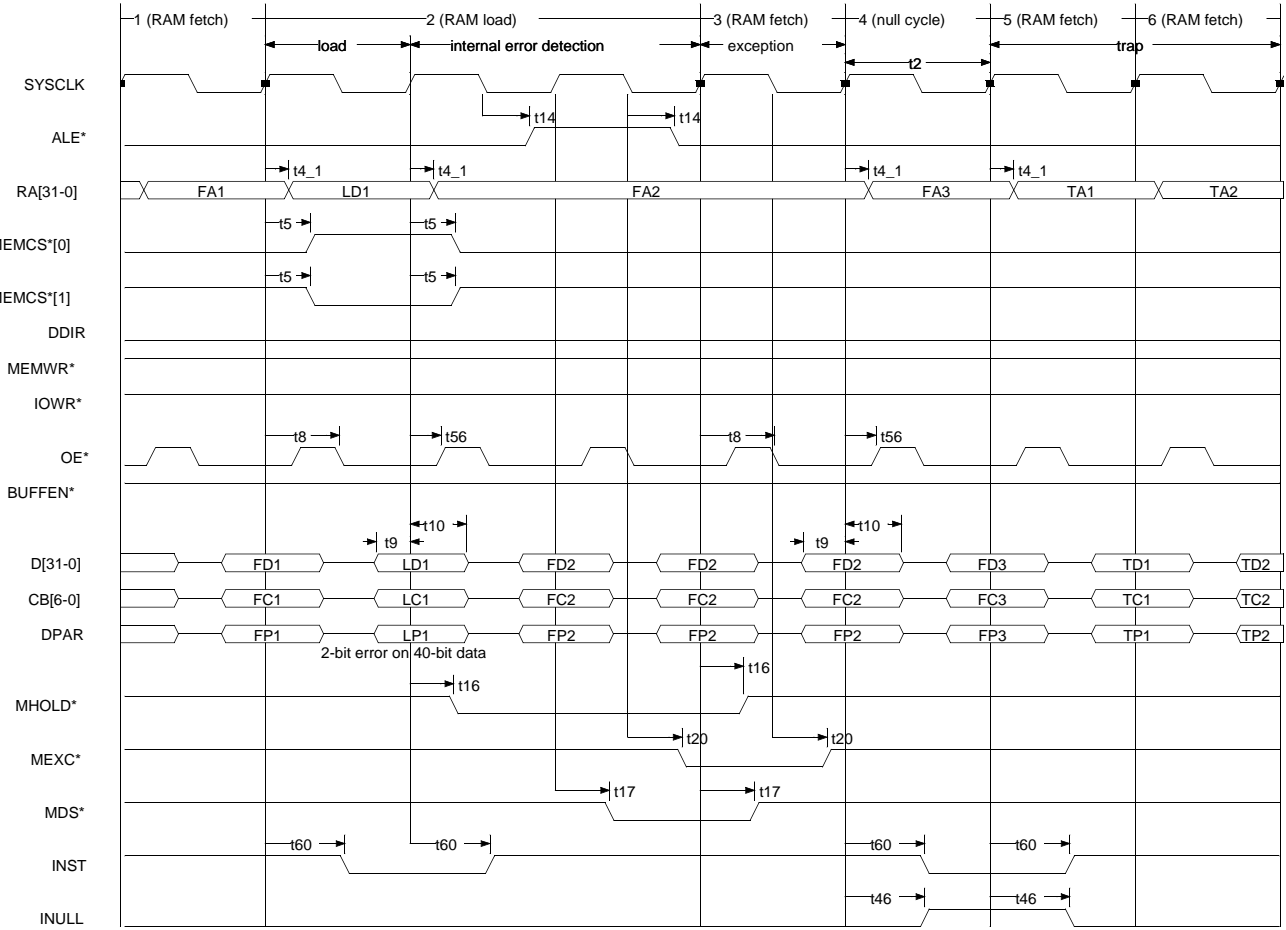 1 (RAM fetch) 2 (RAM load) 3 (RAM fetch) 4 (null cycle) 5 (RAM fetch) 6 (RAM fetch)
load internal error detection exception trap
t2
SYSCLK
t14 t14
ALE*
t4_1 t4_1 t4_1 t4_1
RA[31-0] FA1 LD1 FA2 FA3 TA1 TA2
t5 t5
EMCS*[0]
t5 t5
EMCS*[1]
DDIR
MEMWR*
IOWR*
t8 t56 t8 t56
OE*
BUFFEN*
t10 t10
t9 t9
D[31-0] FD1 LD1 FD2 FD2 FD2 FD3 TD1 TD2
CB[6-0] FC1 LC1 FC2 FC2 FC2 FC3 TC1 TC2
DPAR FP1 LP1 FP2 FP2 FP2 FP3 TP1 TP2
2-bit error on 40-bit data
t16 t16
MHOLD*
t20 t20
MEXC*
t17 t17
MDS*
t60 t60 t60 t60
INST
t46 t46
INULL